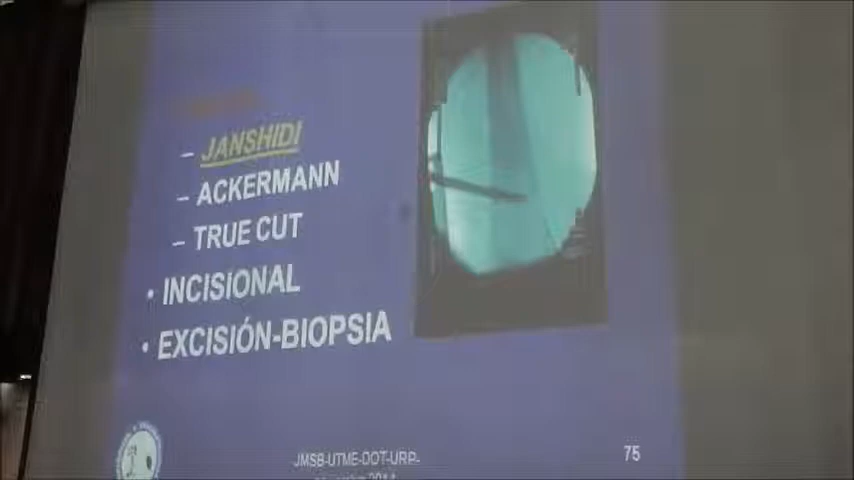 – JANSHIDI
– ACKERMANN
– TRUE CUT
• INCISIONAL
• EXCISIÓN-BIOPSIA
JMSB-UTME-DOT-URP-
75